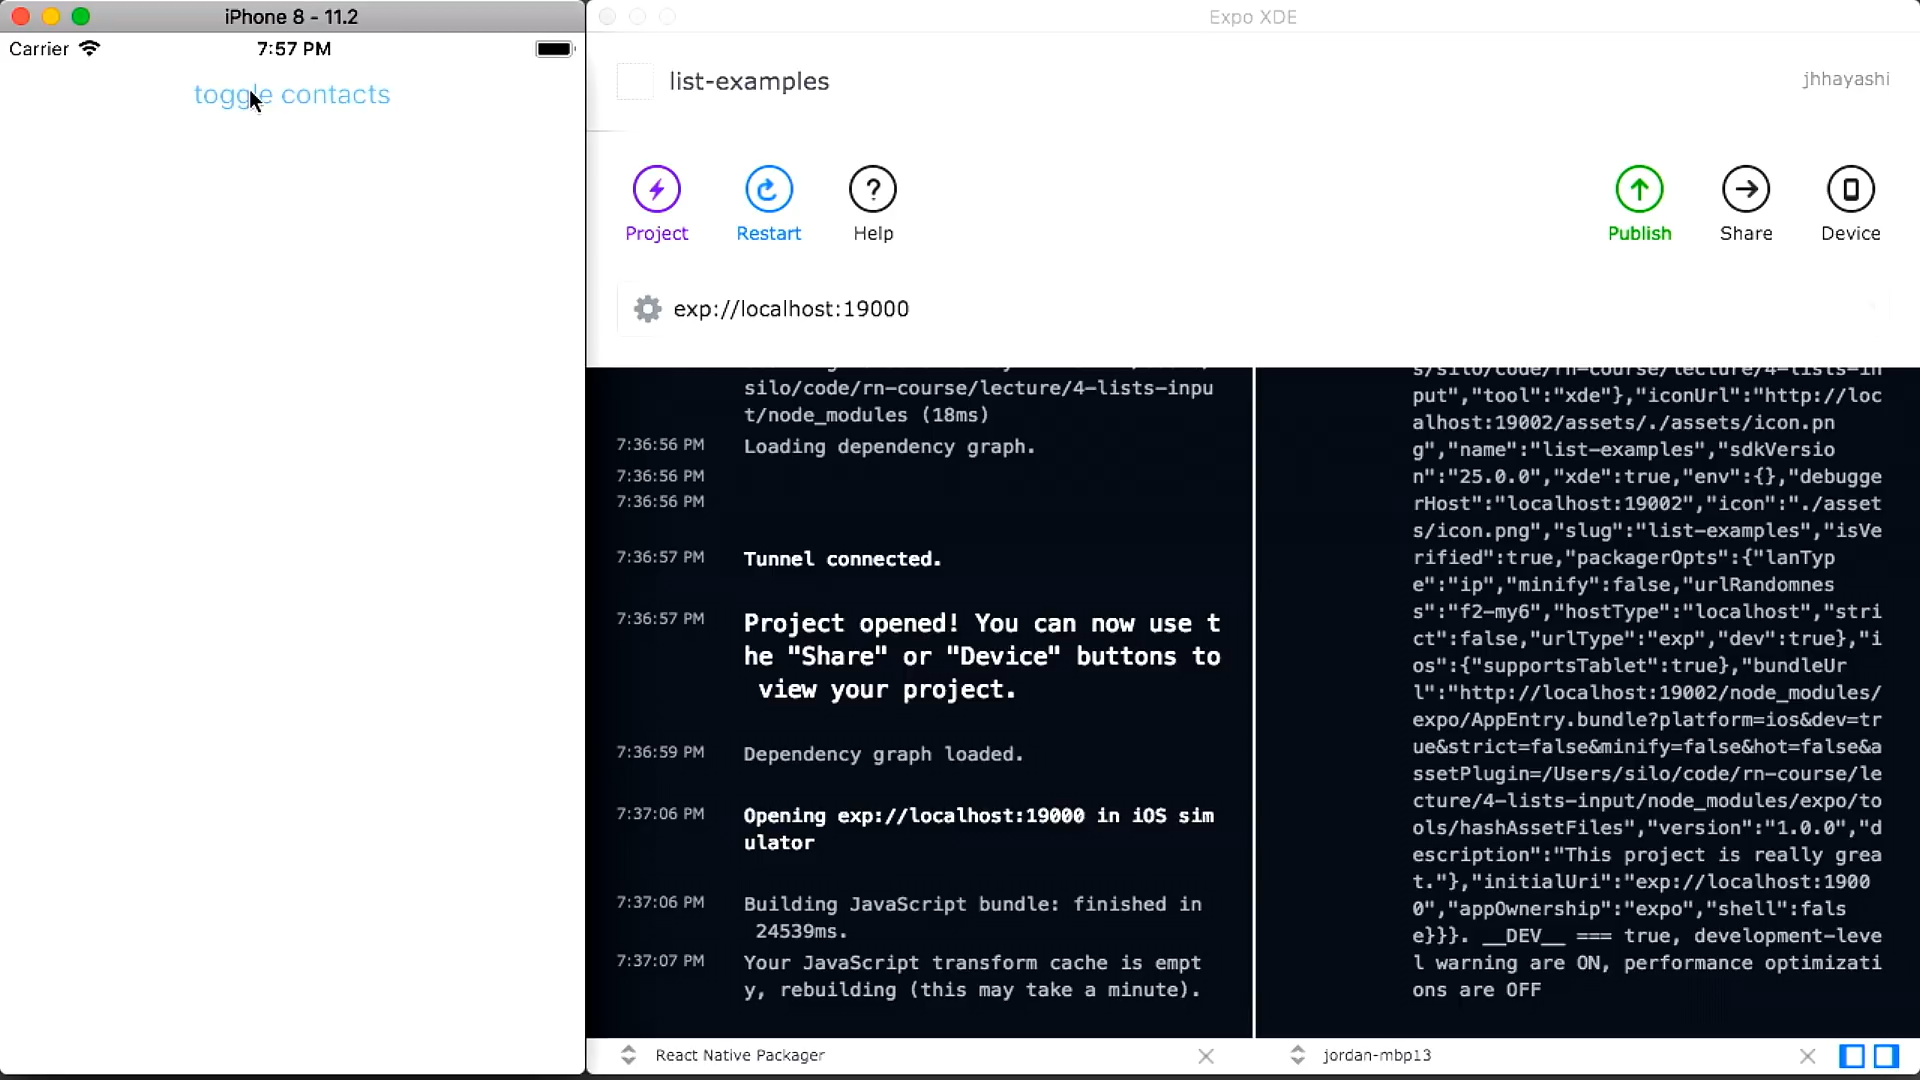 iPhone 8 - 11.2
Carrier
7:57 PM
toggle contacts
Expo XDE
list-examples
jhhayashi
Project
Restart
?
Help
Publish
Share
Device
exp://localhost:19000
silo/code/rn-course/lecture/4-lists-inpu
t/node_modules (18ms)
7:36:56 PM Loading dependency graph.
7:36:56 PM
7:36:56 PM
7:36:57 PM Tunnel connected.
7:36:57 PM Project opened! You can now use t
he "Share" or "Device" buttons to
view your project.
7:36:59 PM Dependency graph loaded.
7:37:06 PM Opening exp://localhost:19000 in iOS sim
ulator
7:37:06 PM Building JavaScript bundle: finished in
24539ms.
7:37:07 PM Your JavaScript transform cache is empt
y, rebuilding (this may take a minute).
s/silo/code/rn-course/lecture/4-lists-in
put","tool":"xde"},"iconUrl":"http://loc
alhost:19002/assets/./assets/icon.pn
g","name":"list-examples","sdkVersio
n":"25.0.0","xde":true,"env":{},"debugge
rHost":"localhost:19002","icon":"./asset
s/icon.png","slug":"list-examples","isVe
rified":true,"packagerOpts":{"lanTyp
e":"ip","minify":false,"urlRandomnes
s":"f2-my6","hostType":"localhost","stri
ct":false,"urlType":"exp","dev":true},"i
os":{"supportsTablet":true},"bundleUr
l":"http://localhost:19002/node_modules/
expo/AppEntry.bundle?platform=ios&dev=tr
ue&strict=false&minify=false&hot=false&a
ssetPlugin=/Users/silo/code/rn-course/le
cture/4-lists-input/node_modules/expo/to
ols/hashAssetFiles","version":"1.0.0","d
escription":"This project is really grea
t."},"initialUri":"exp://localhost:1900
0","appOwnership":"expo","shell":fals
e}}}. __DEV__ === true, development-leve
l warning are ON, performance optimizati
ons are OFF
React Native Packager
jordan-mbp13